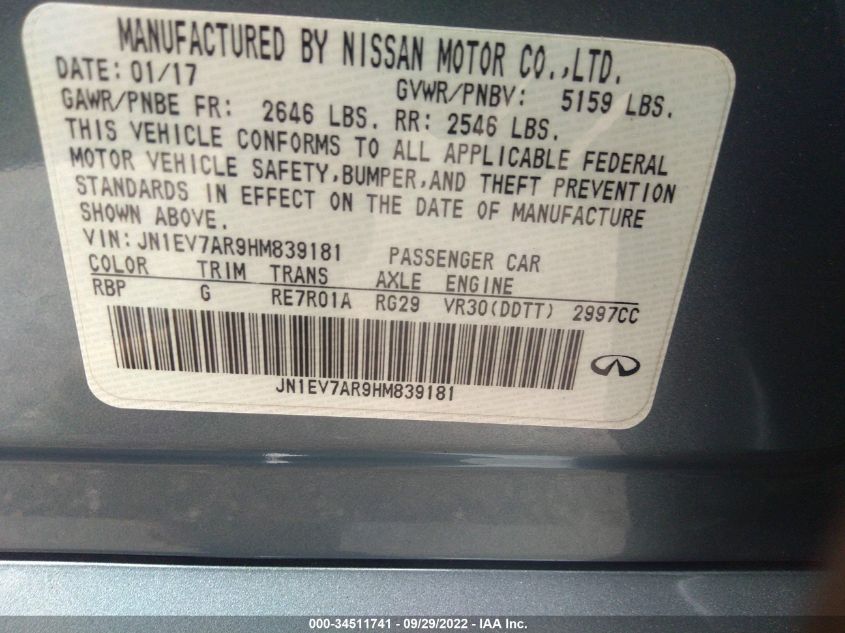 MANUFACTURED BY NISSAN MOTOR CO.,LTD.
DATE: 01/17 GVWR/PNBV: 5159 LBS.
GAWR/PNBE FR: 2646 LBS. RR: 2546 LBS.
THIS VEHICLE CONFORMS TO ALL APPLICABLE FEDERAL
MOTOR VEHICLE SAFETY,BUMPER,AND THEFT PREVENTION
STANDARDS IN EFFECT ON THE DATE OF MANUFACTURE
SHOWN ABOVE.
VIN: JN1EV7AR9HM839181 PASSENGER CAR
COLOR TRIM TRANS AXLE ENGINE
RBP G RE7R01A RG29 VR30(DDTT) 2997CC
JN1EV7AR9HM839181
000-34511741 - 09/29/2022 - IAA Inc.